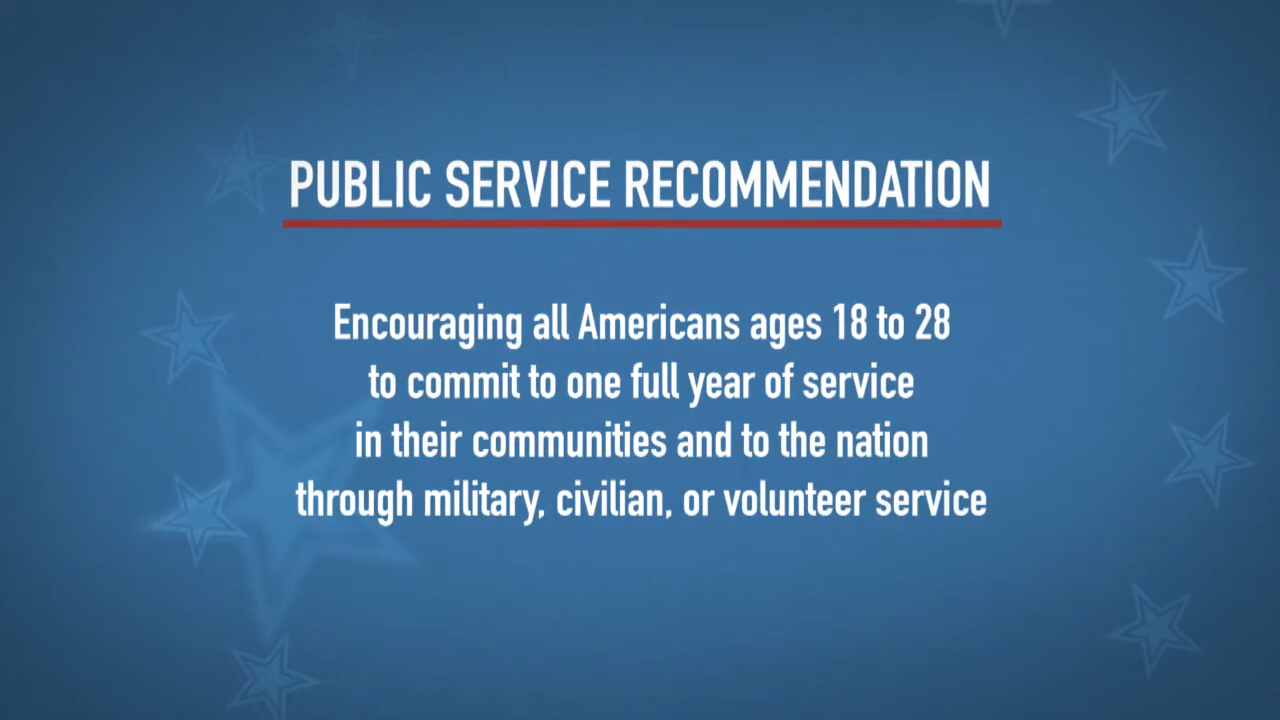 PUBLIC SERVICE RECOMMENDATION
Encouraging all Americans ages 18 to 28
to commit to one full year of service
in their communities and to the nation
through military, civilian, or volunteer service